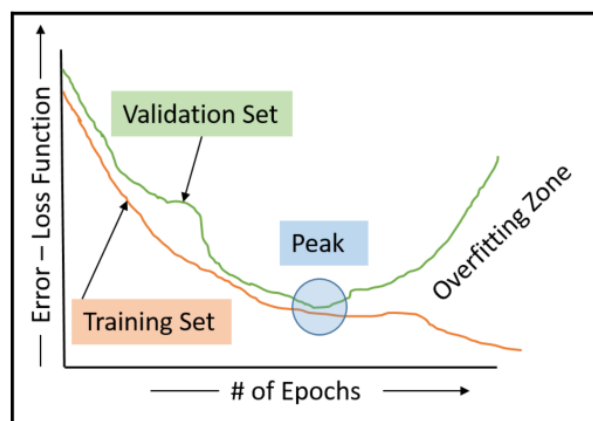 Error – Loss Function
Validation Set
Peak
Overfitting Zone
Training Set
# of Epochs